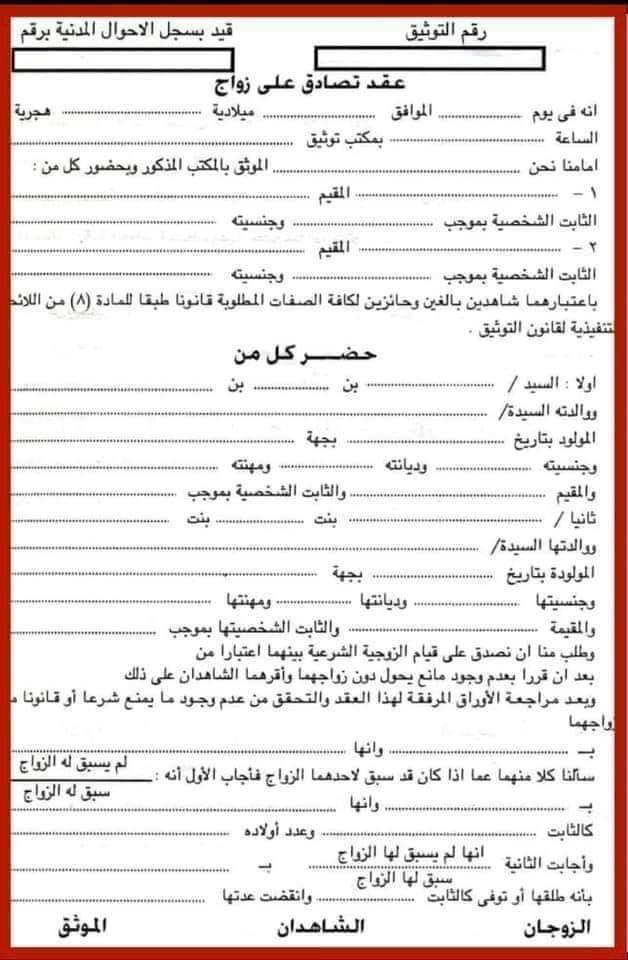 رقم التوثيق قيد بسجل الاحوال المدنية برقم
عقد تصادق على زواج
انه فى يوم .................... الموافق .................... ميلادية .................... هجرية
الساعة .................... بمكتب توثيق ....................
امامنا نحن .................... الموثق بالمكتب المذكور وبحضور كل من :
١ - .................... المقيم ....................
الثابت الشخصية بموجب .................... وجنسيته ....................
٢ - .................... المقيم ....................
الثابت الشخصية بموجب .................... وجنسيته ....................
باعتبارهما شاهدين بالغين وحائزين لكافة الصفات المطلوبة قانونا طبقا للمادة (٨) من اللائح
لتنفيذية لقانون التوثيق .
حضـــر كل من
اولا : السيد / .................... بن .................... بن ....................
ووالدته السيدة/ ....................
المولود بتاريخ .................... بجهة ....................
وجنسيته .................... وديانته .................... ومهنته ....................
والمقيم .................... والثابت الشخصية بموجب ....................
ثانيا / .................... بنت .................... بنت ....................
ووالدتها السيدة/ ....................
المولودة بتاريخ .................... بجهة ....................
وجنسيتها .................... وديانتها .................... ومهنتها ....................
والمقيمة .................... والثابت الشخصيتها بموجب ....................
وطلب منا ان نصدق على قيام الزوجية الشرعية بينهما اعتبارا من
بعد ان قررا بعدم وجود مانع يحول دون زواجهما وأقرهما الشاهدان على ذلك
وبعد مراجعة الأوراق المرفقة لهذا العقد والتحقق من عدم وجود ما يمنع شرعا أو قانونا م
زواجهما
بـ .................... وانها ....................
سألنا كلا منهما عما اذا كان قد سبق لاحدهما الزواج فأجاب الأول أنه : لم يسبق له الزواج
سبق له الزواج
بـ .................... وانها ....................
كالثابت .................... وعدد أولاده ....................
وأجابت الثانية انها لم يسبق لها الزواج بـ ....................
سبق لها الزواج
بأنه طلقها أو توفى كالثابت .................... وانقضت عدتها ....................
الزوجان الشاهدان الموثق